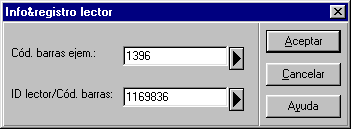 Info&registro lector
Cód. barras ejem.: 1396
Aceptar
Cancelar
ID lector/Cód. barras: 1169836
Ayuda